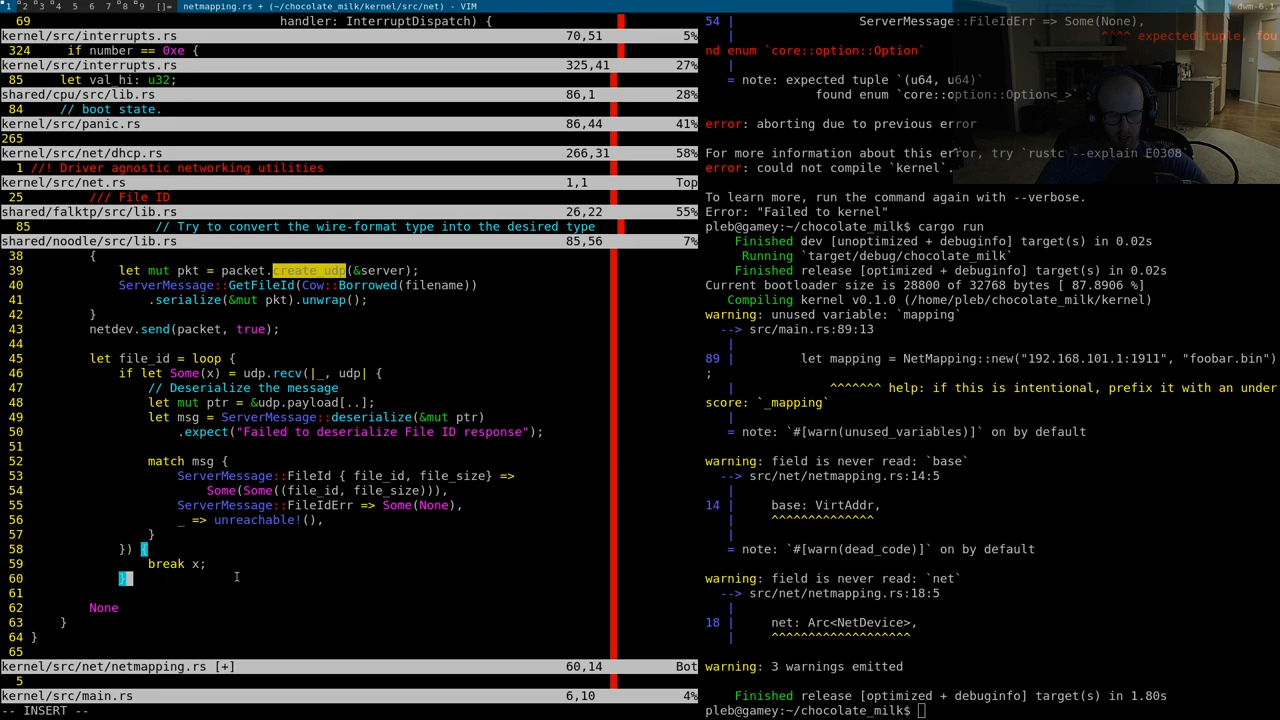 1 2 3 4 5 6 7 8 9 []= netmapping.rs + (~/chocolate_milk/kernel/src/net) - VIM dwm-6.1
69 handler: InterruptDispatch) {
kernel/src/interrupts.rs 70,51 5%
324 if number == 0xe {
kernel/src/interrupts.rs 325,41 27%
85 let val_hi: u32;
shared/cpu/src/lib.rs 86,1 28%
84 // boot state.
kernel/src/panic.rs 86,44 41%
265
kernel/src/net/dhcp.rs 266,31 58%
1 //! Driver agnostic networking utilities
kernel/src/net.rs 1,1 Top
25 /// File ID
shared/falktp/src/lib.rs 26,22 55%
85 // Try to convert the wire-format type into the desired type
shared/noodle/src/lib.rs 85,56 7%
38 {
39 let mut pkt = packet.create_udp(&server);
40 ServerMessage::GetFileId(Cow::Borrowed(filename))
41 .serialize(&mut pkt).unwrap();
42 }
43 netdev.send(packet, true);
44
45 let file_id = loop {
46 if let Some(x) = udp.recv(|_, udp| {
47 // Deserialize the message
48 let mut ptr = &udp.payload[..];
49 let msg = ServerMessage::deserialize(&mut ptr)
50 .expect("Failed to deserialize File ID response");
51
52 match msg {
53 ServerMessage::FileId { file_id, file_size} =>
54 Some(Some((file_id, file_size))),
55 ServerMessage::FileIdErr => Some(None),
56 _ => unreachable!(),
57 }
58 }) {
59 break x;
60 }
61
62 None
63 }
64 }
65
kernel/src/net/netmapping.rs [+] 60,14 Bot
5
kernel/src/main.rs 6,10 4%
-- INSERT --
54 | ServerMessage::FileIdErr => Some(None),
| ^^^^ expected tuple, fou
nd enum `core::option::Option`
|
= note: expected tuple `(u64, u64)`
found enum `core::option::Option<_>`
error: aborting due to previous error
For more information about this error, try `rustc --explain E0308`.
error: could not compile `kernel`.
To learn more, run the command again with --verbose.
Error: "Failed to kernel"
pleb@gamey:~/chocolate_milk$ cargo run
Finished dev [unoptimized + debuginfo] target(s) in 0.02s
Running `target/debug/chocolate_milk`
Finished release [optimized + debuginfo] target(s) in 0.02s
Current bootloader size is 28800 of 32768 bytes [ 87.8906 %]
Compiling kernel v0.1.0 (/home/pleb/chocolate_milk/kernel)
warning: unused variable: `mapping`
--> src/main.rs:89:13
|
89 | let mapping = NetMapping::new("192.168.101.1:1911", "foobar.bin")
;
| ^^^^^^^ help: if this is intentional, prefix it with an under
score: `_mapping`
|
= note: `#[warn(unused_variables)]` on by default
warning: field is never read: `base`
--> src/net/netmapping.rs:14:5
|
14 | base: VirtAddr,
| ^^^^^^^^^^^^^^
|
= note: `#[warn(dead_code)]` on by default
warning: field is never read: `net`
--> src/net/netmapping.rs:18:5
|
18 | net: Arc<NetDevice>,
| ^^^^^^^^^^^^^^^^^^^
warning: 3 warnings emitted
Finished release [optimized + debuginfo] target(s) in 1.80s
pleb@gamey:~/chocolate_milk$